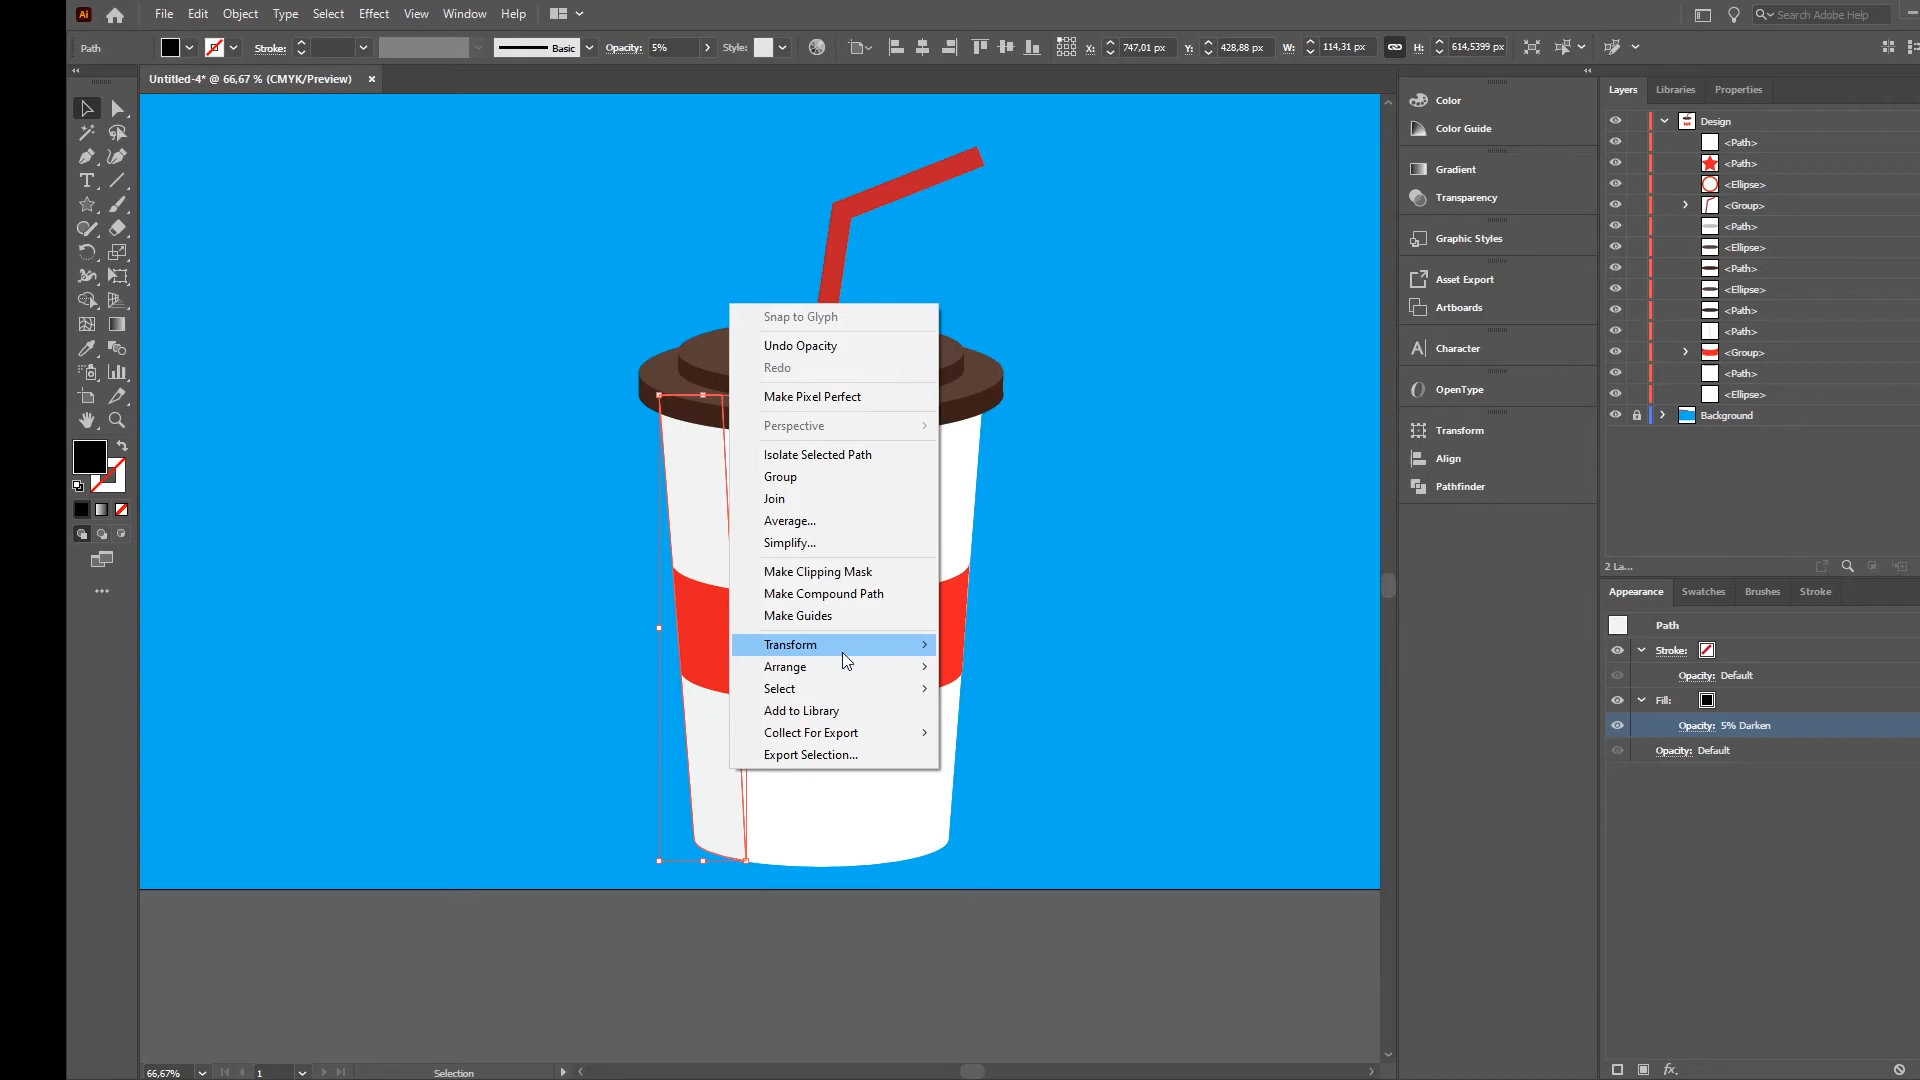 Ai
File Edit Object Type Select Effect View Window Help
Search Adobe Help
Path
Stroke:
Basic
Opacity: 5%
Style:
X: 747,01 px
Y: 428,88 px
W: 114,31 px
H: 614,5399 px
Untitled-4* @ 66,67 % (CMYK/Preview)
Snap to Glyph
Undo Opacity
Redo
Make Pixel Perfect
Perspective
Isolate Selected Path
Group
Join
Average...
Simplify...
Make Clipping Mask
Make Compound Path
Make Guides
Transform
Arrange
Select
Add to Library
Collect For Export
Export Selection...
Color
Color Guide
Gradient
Transparency
Graphic Styles
Asset Export
Artboards
Character
OpenType
Transform
Align
Pathfinder
Layers Libraries Properties
Design
<Path>
<Path>
<Ellipse>
<Group>
<Path>
<Ellipse>
<Path>
<Ellipse>
<Path>
<Path>
<Group>
<Path>
<Ellipse>
Background
2 La...
Appearance Swatches Brushes Stroke
Path
Stroke:
Opacity: Default
Fill:
Opacity: 5% Darken
Opacity: Default
fx.
66,67%
1
Selection